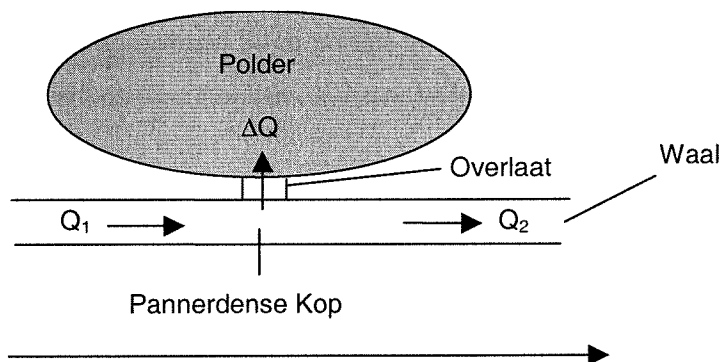 Polder
ΔQ
Overlaat
Waal
Q₁
Q₂
Pannerdense Kop